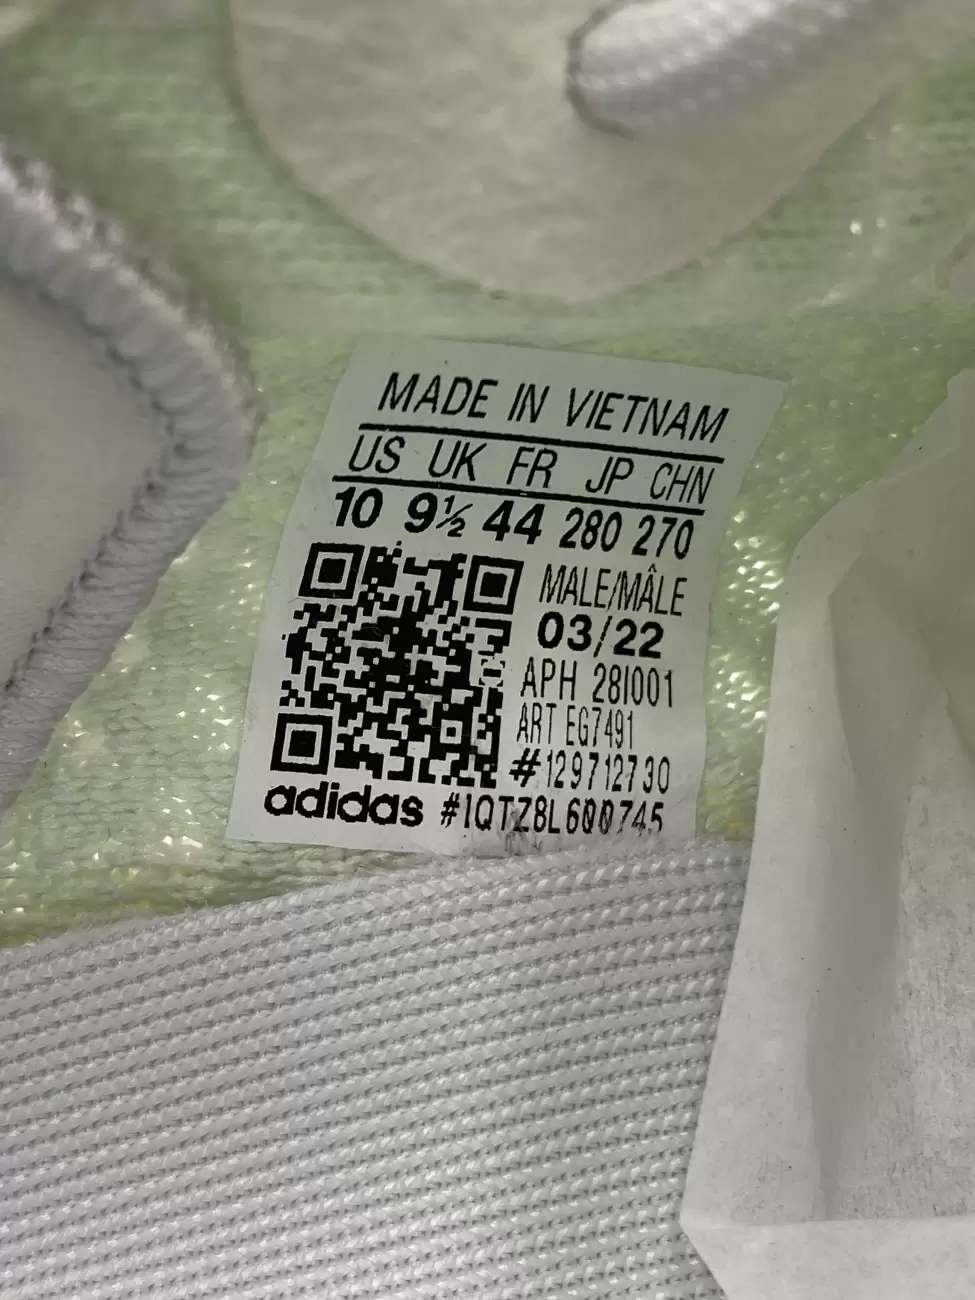 MADE IN VIETNAM
US UK FR JP CHN
10 9½ 44 280 270
MALE/MÂLE
03/22
APH 28I001
ART EG7491
#129712730
adidas #IQTZ8L600745